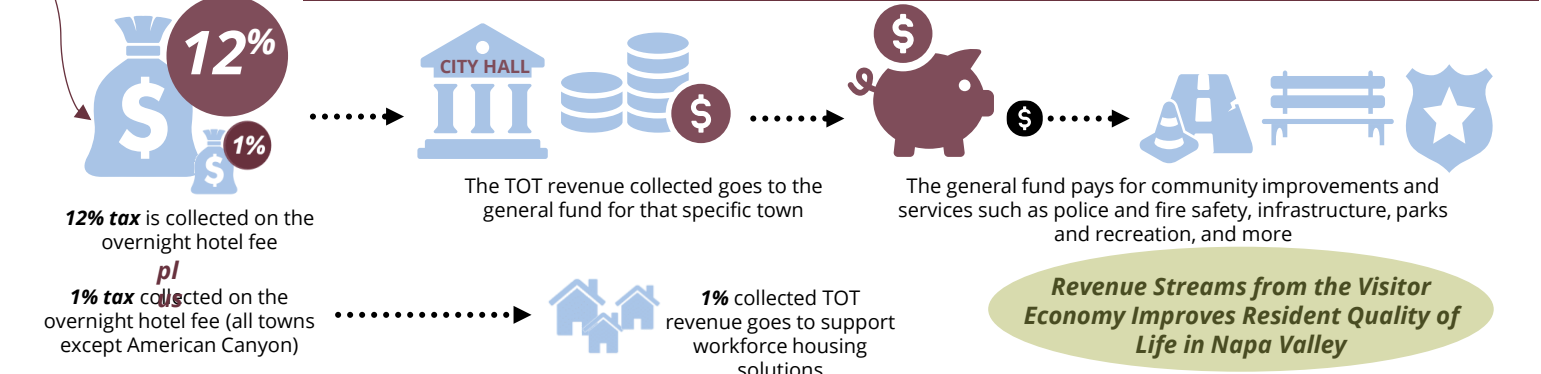 12%
1%
12% tax is collected on the
overnight hotel fee
pl
us
1% tax collected on the
overnight hotel fee (all towns
except American Canyon)
$
$
CITY HALL
$
The TOT revenue collected goes to the
general fund for that specific town
$
$
The general fund pays for community improvements and
services such as police and fire safety, infrastructure, parks
and recreation, and more
1% collected TOT
revenue goes to support
workforce housing
solutions
Revenue Streams from the Visitor
Economy Improves Resident Quality of
Life in Napa Valley